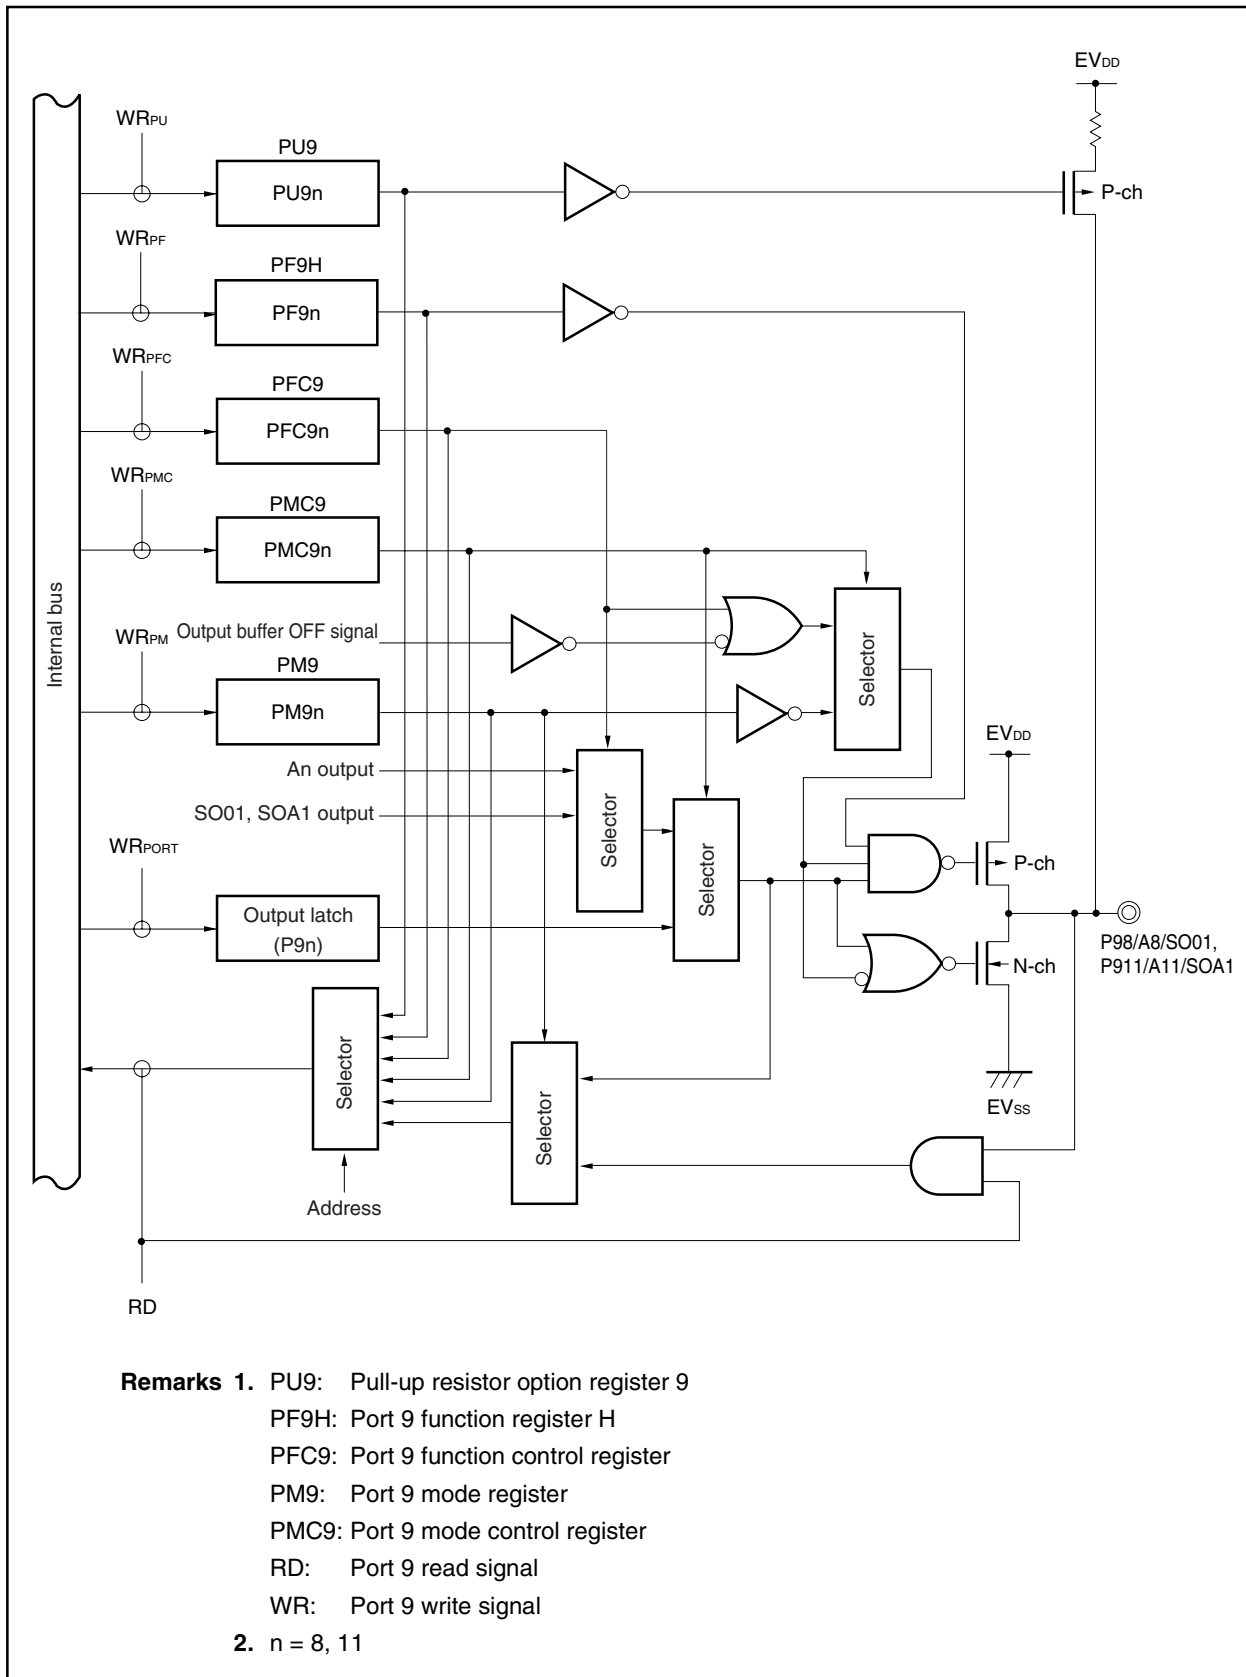 EVDD
WRPU
PU9
PU9n
P-ch
WRPF
PF9H
PF9n
WRPFC
PFC9
PFC9n
WRPMC
PMC9
PMC9n
Internal bus
WRPM
Output buffer OFF signal
PM9
PM9n
Selector
EVDD
An output
SO01, SOA1 output
Selector
Selector
WRPORT
Output latch
(P9n)
P-ch
N-ch
P98/A8/SO01,
P911/A11/SOA1
Selector
Selector
EVSS
Address
RD
Remarks 1. PU9: Pull-up resistor option register 9
PF9H: Port 9 function register H
PFC9: Port 9 function control register
PM9: Port 9 mode register
PMC9: Port 9 mode control register
RD: Port 9 read signal
WR: Port 9 write signal
2. n = 8, 11